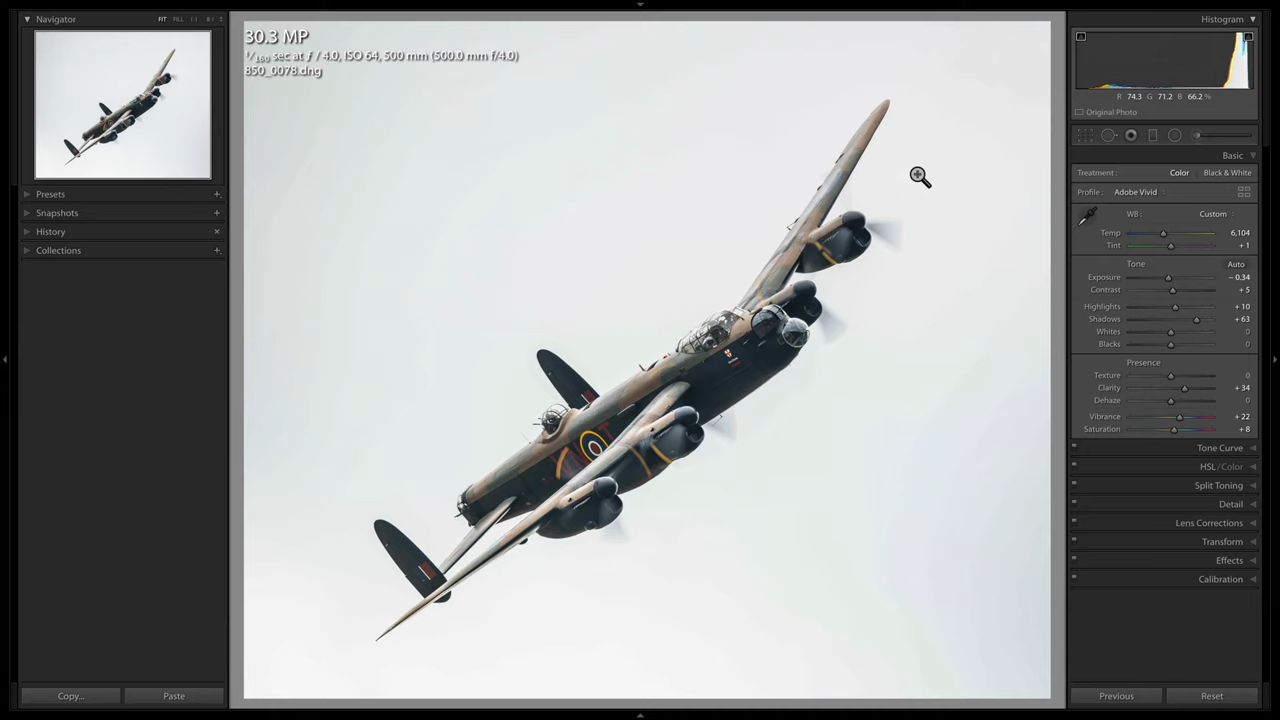 Navigator
FIT FILL 1:1 8:1
Presets
Snapshots
History
Collections
Copy...
Paste
30.3 MP
1/160 sec at ƒ / 4.0, ISO 64, 500 mm (500.0 mm f/4.0)
850_0078.dng
Histogram
R 74.3 G 71.2 B 66.2 %
Original Photo
Basic
Treatment : Color Black & White
Profile : Adobe Vivid
WB : Custom
Temp 6,104
Tint + 1
Tone Auto
Exposure − 0.34
Contrast + 5
Highlights + 10
Shadows + 63
Whites 0
Blacks 0
Presence
Texture 0
Clarity + 34
Dehaze 0
Vibrance + 22
Saturation + 8
Tone Curve
HSL / Color
Split Toning
Detail
Lens Corrections
Transform
Effects
Calibration
Previous
Reset